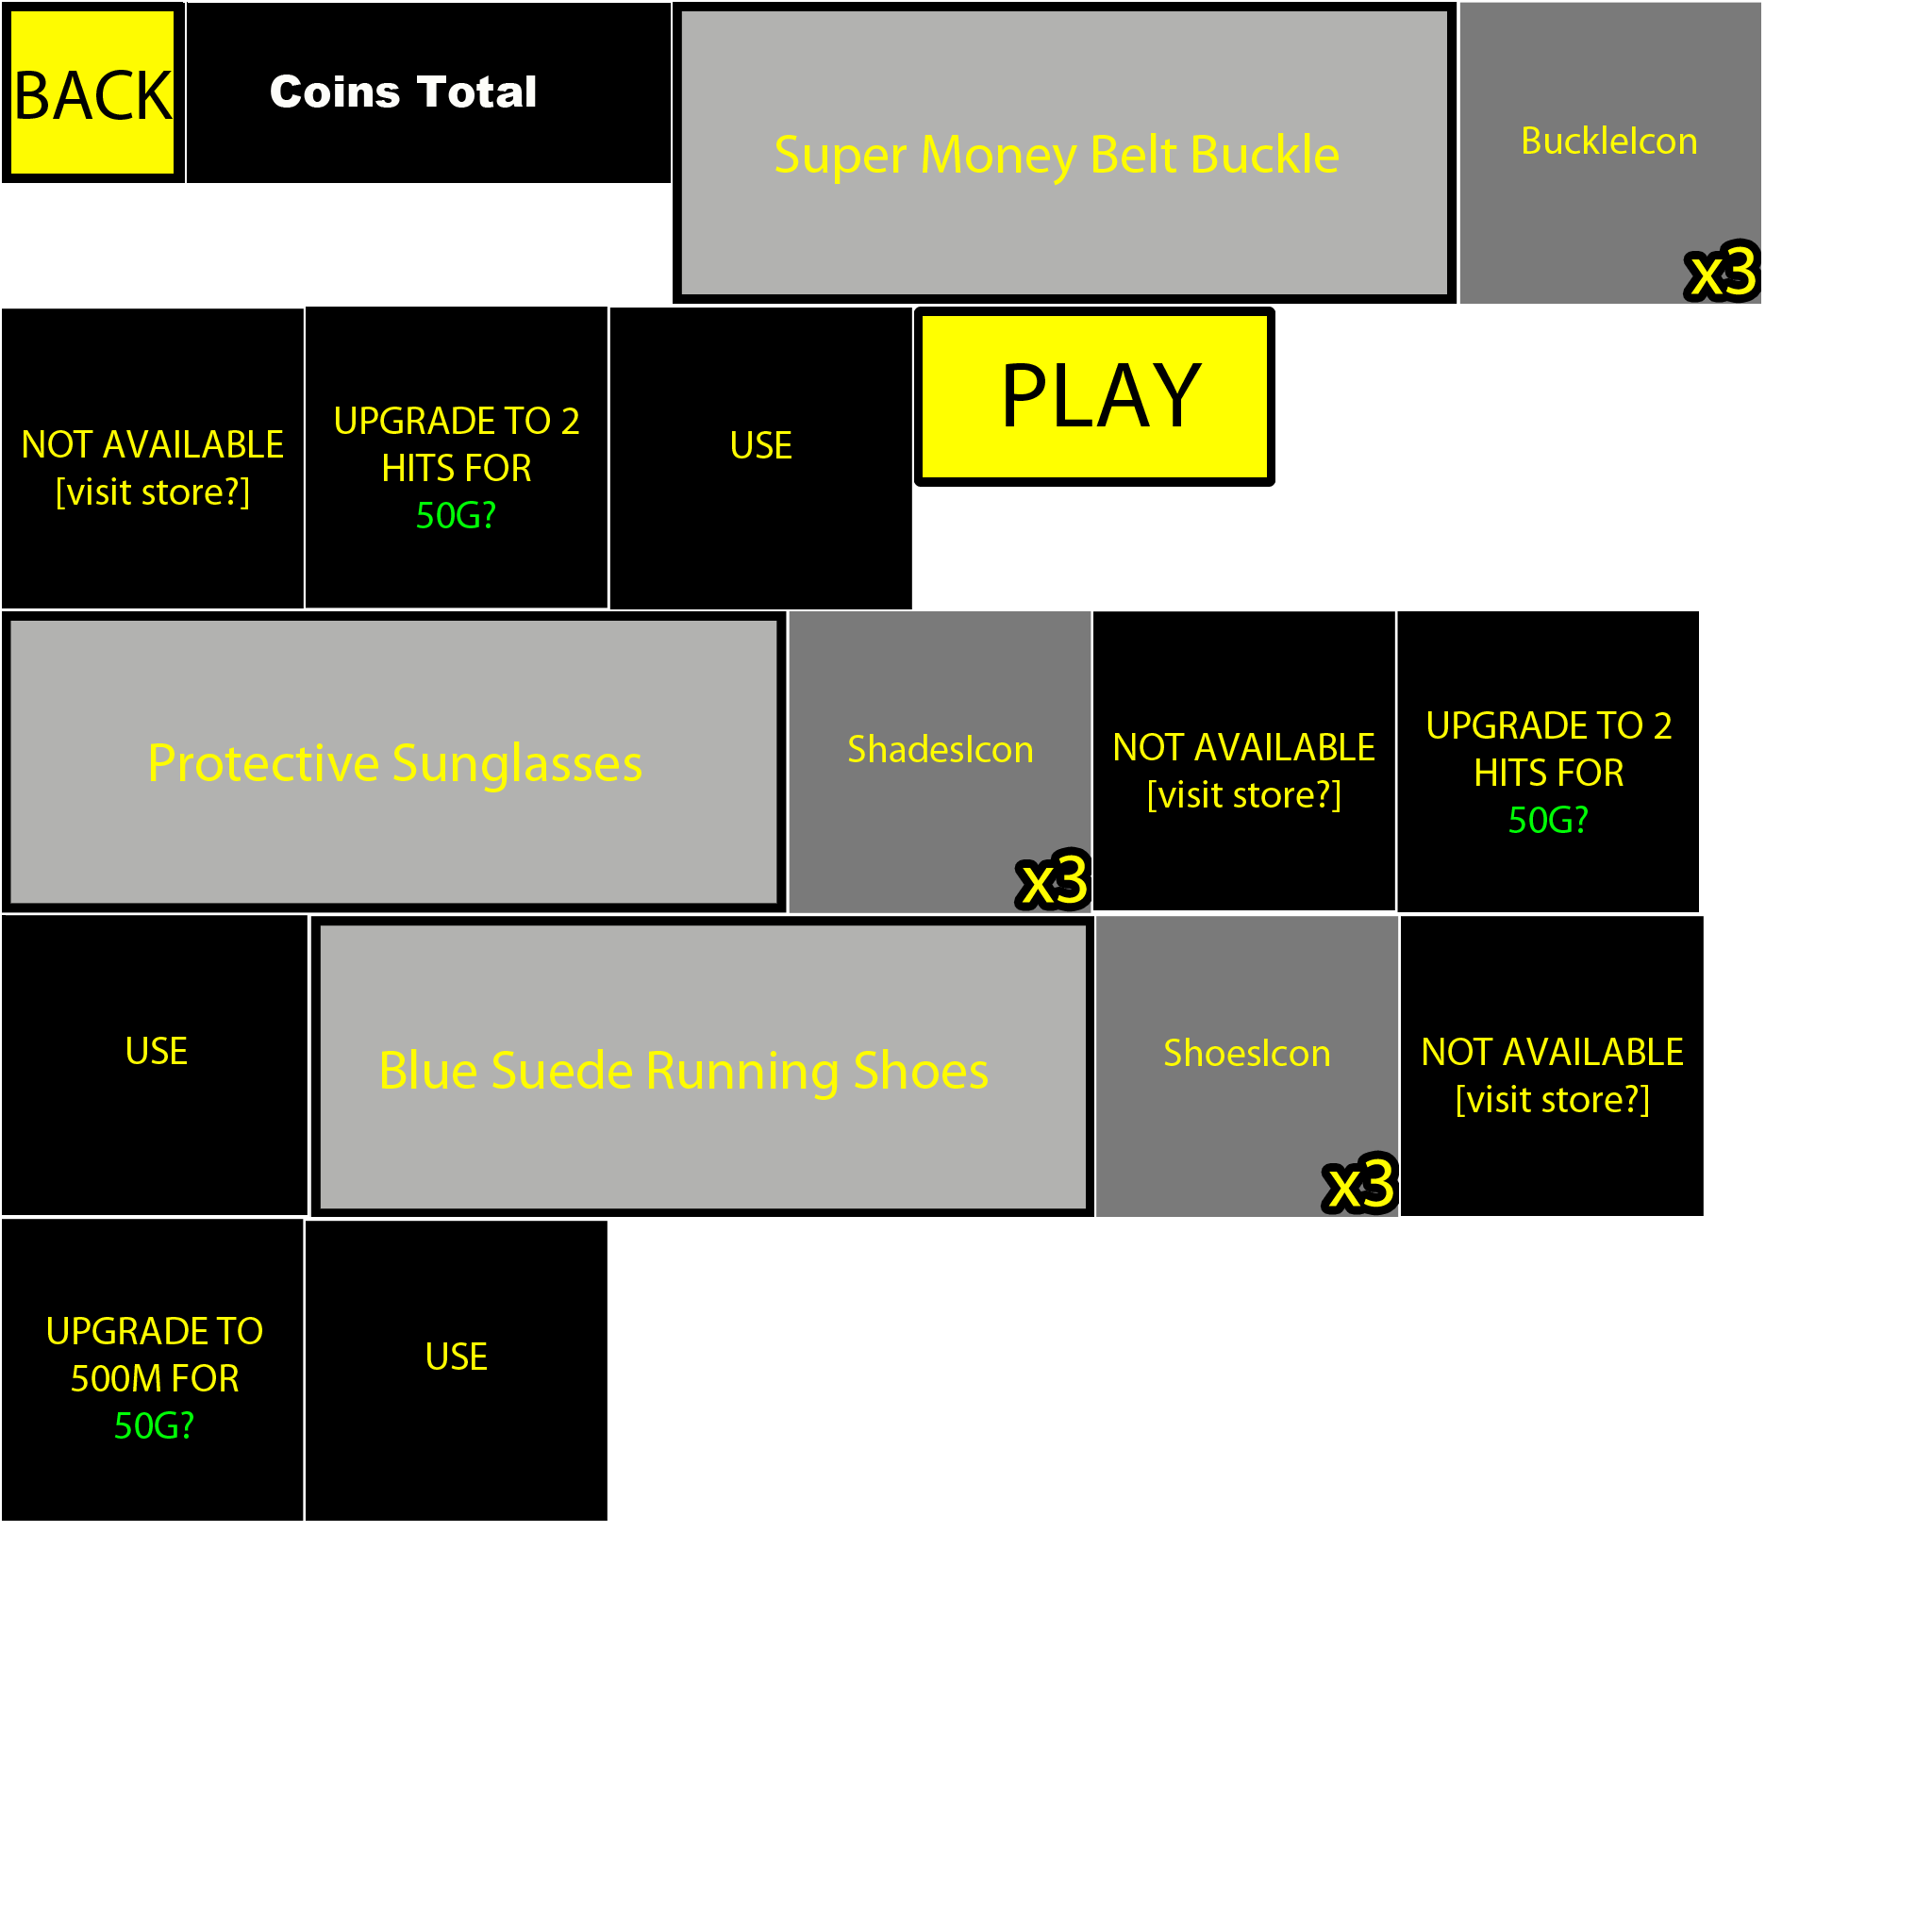 BACK
Coins Total
Super Money Belt Buckle
BuckleIcon
x3
NOT AVAILABLE
[visit store?]
UPGRADE TO 2
HITS FOR
50G?
USE
PLAY
Protective Sunglasses
ShadesIcon
x3
NOT AVAILABLE
[visit store?]
UPGRADE TO 2
HITS FOR
50G?
USE
Blue Suede Running Shoes
ShoesIcon
x3
NOT AVAILABLE
[visit store?]
UPGRADE TO
500M FOR
50G?
USE